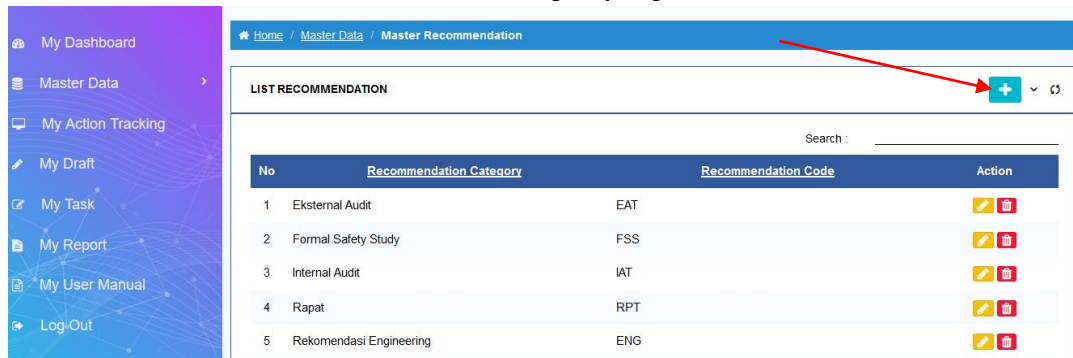 My Dashboard
Master Data
My Action Tracking
My Draft
My Task
My Report
My User Manual
Log Out
Home / Master Data / Master Recommendation
LIST RECOMMENDATION
Search :
No Recommendation Category Recommendation Code Action
1 Eksternal Audit EAT
2 Formal Safety Study FSS
3 Internal Audit IAT
4 Rapat RPT
5 Rekomendasi Engineering ENG